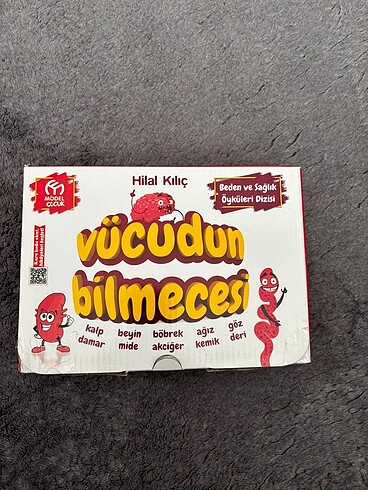 Hilal Kılıç
MODEL
ÇOCUK
Beden ve Sağlık
Öyküleri Dizisi
vücudun
bilmecesi
kalp beyin böbrek ağız göz
damar mide akciğer kemik deri